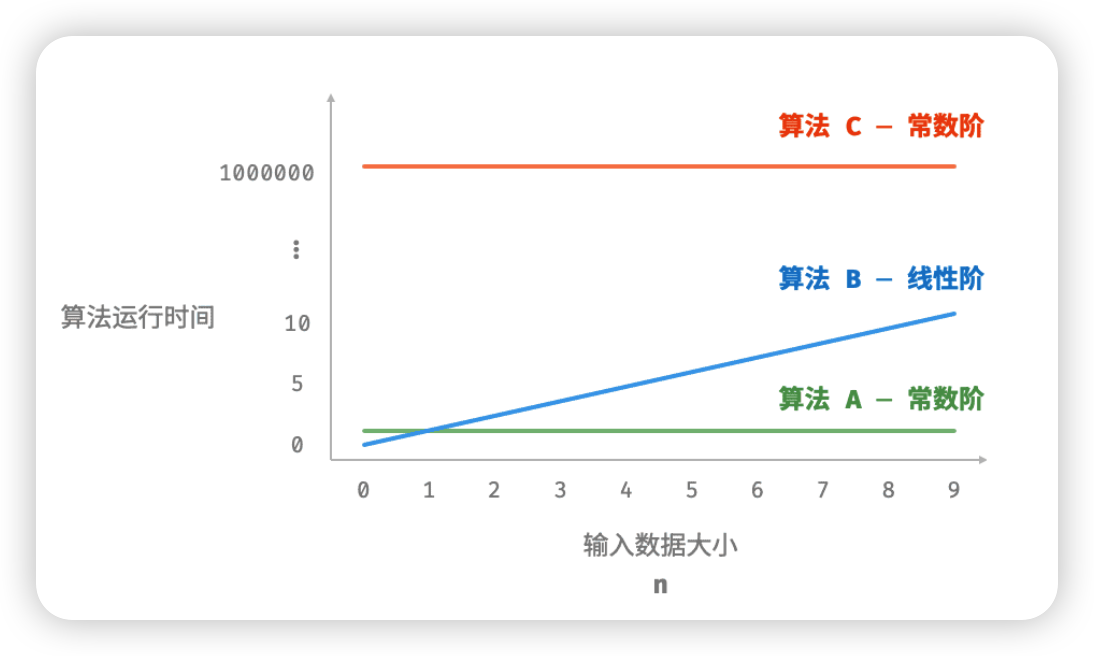 算法 C — 常数阶
1000000
⋮
算法 B — 线性阶
算法运行时间
10
5
算法 A — 常数阶
0
0 1 2 3 4 5 6 7 8 9
输入数据大小
n